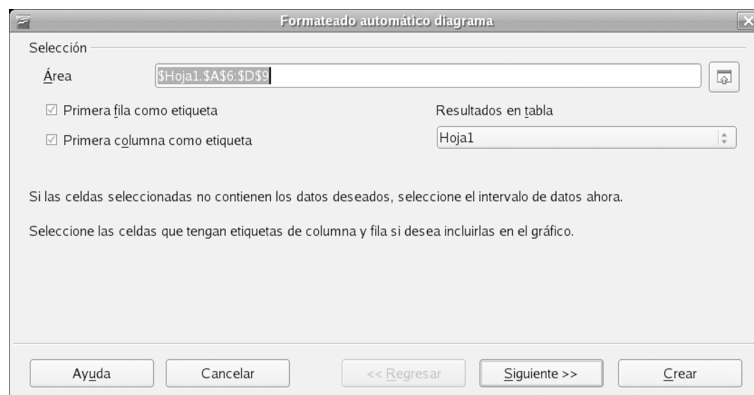 Formateado automático diagrama
Selección
Área
$Hoja1.$A$6:$D$9
Primera fila como etiqueta
Resultados en tabla
Primera columna como etiqueta
Hoja1
Si las celdas seleccionadas no contienen los datos deseados, seleccione el intervalo de datos ahora.
Seleccione las celdas que tengan etiquetas de columna y fila si desea incluirlas en el gráfico.
Ayuda
Cancelar
<< Regresar
Siguiente >>
Crear